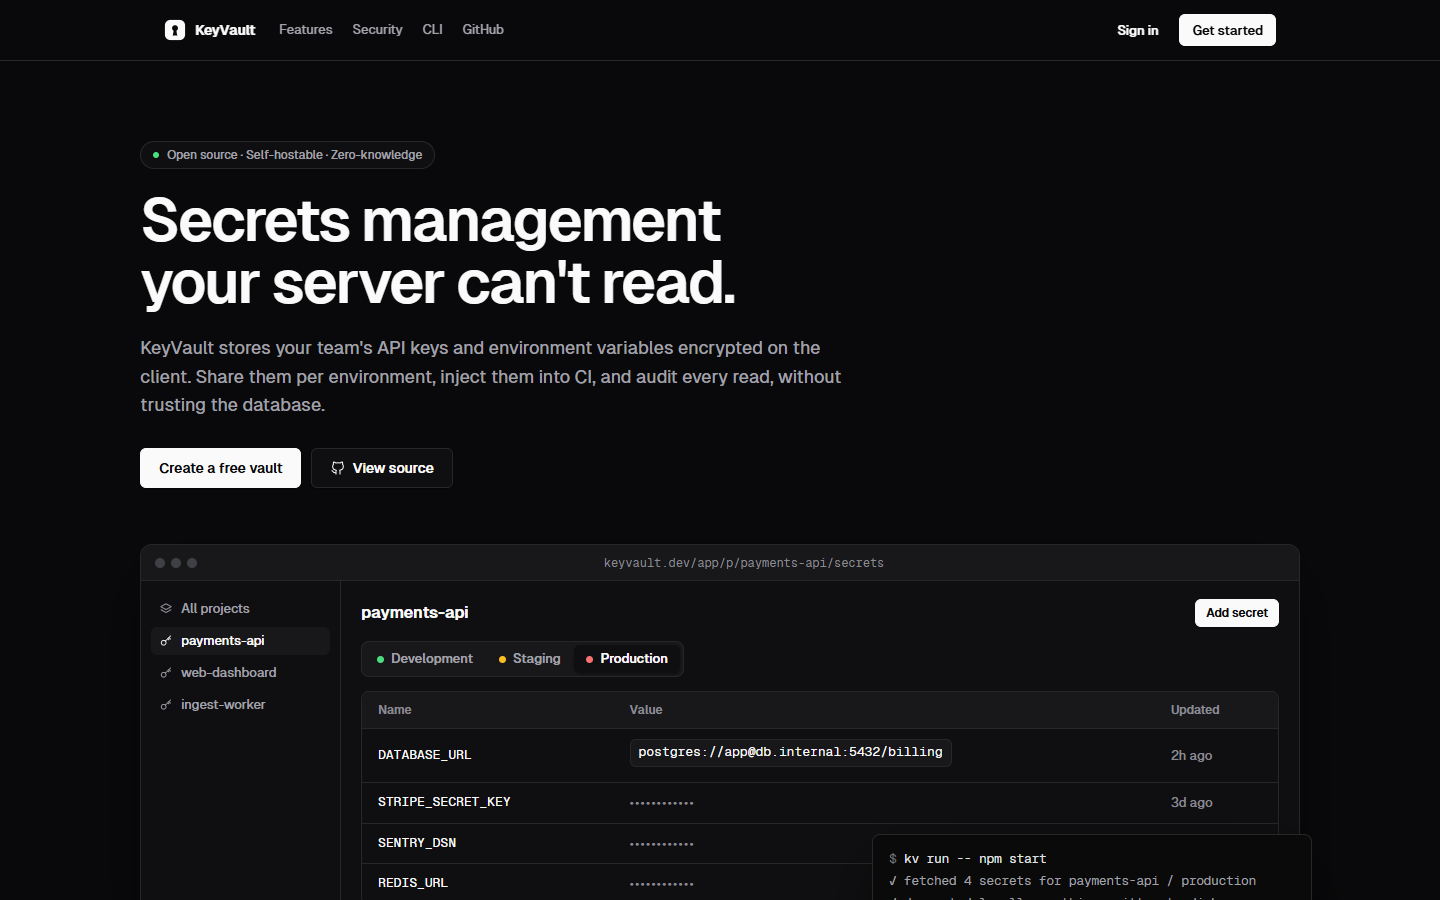 KeyVault Features Security CLI GitHub Sign in Get started
Open source · Self-hostable · Zero-knowledge
Secrets management
your server can't read.
KeyVault stores your team's API keys and environment variables encrypted on the
client. Share them per environment, inject them into CI, and audit every read, without
trusting the database.
Create a free vault View source
keyvault.dev/app/p/payments-api/secrets
All projects
payments-api
web-dashboard
ingest-worker
payments-api Add secret
Development Staging Production
Name Value Updated
DATABASE_URL postgres://app@db.internal:5432/billing 2h ago
STRIPE_SECRET_KEY •••••••••••• 3d ago
SENTRY_DSN ••••••••••••
REDIS_URL ••••••••••••
$ kv run -- npm start
✓ fetched 4 secrets for payments-api / production